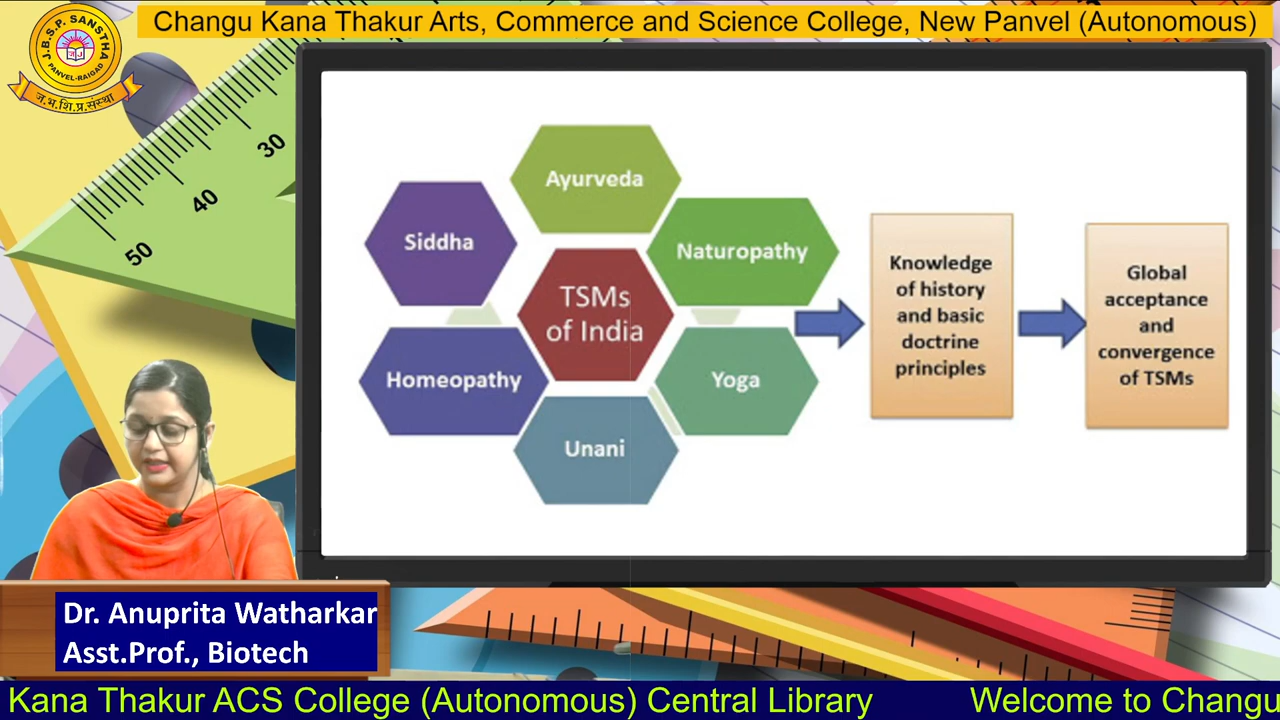 Changu Kana Thakur Arts, Commerce and Science College, New Panvel (Autonomous)
J.B.S.P. SANSTHA
PANVEL-RAIGAD
ज.भ.शि.प्र.संस्था
30
40
50
Ayurveda
Siddha
Naturopathy
TSMs
of India
Homeopathy
Yoga
Unani
Knowledge
of history
and basic
doctrine
principles
Global
acceptance
and
convergence
of TSMs
Dr. Anuprita Watharkar
Asst.Prof., Biotech
Kana Thakur ACS College (Autonomous) Central Library
Welcome to Changu